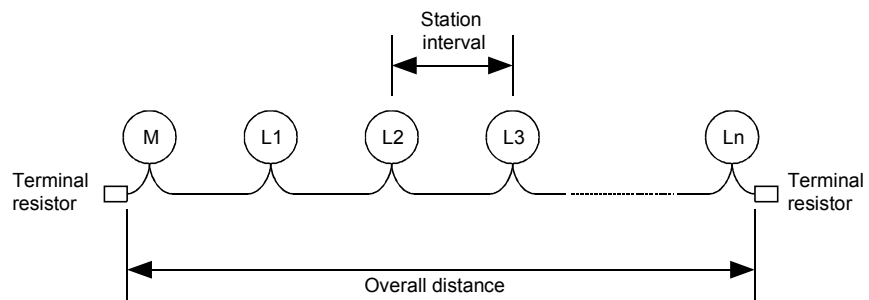 Station
interval
M
L1
L2
L3
Ln
Terminal
resistor
Terminal
resistor
Overall distance